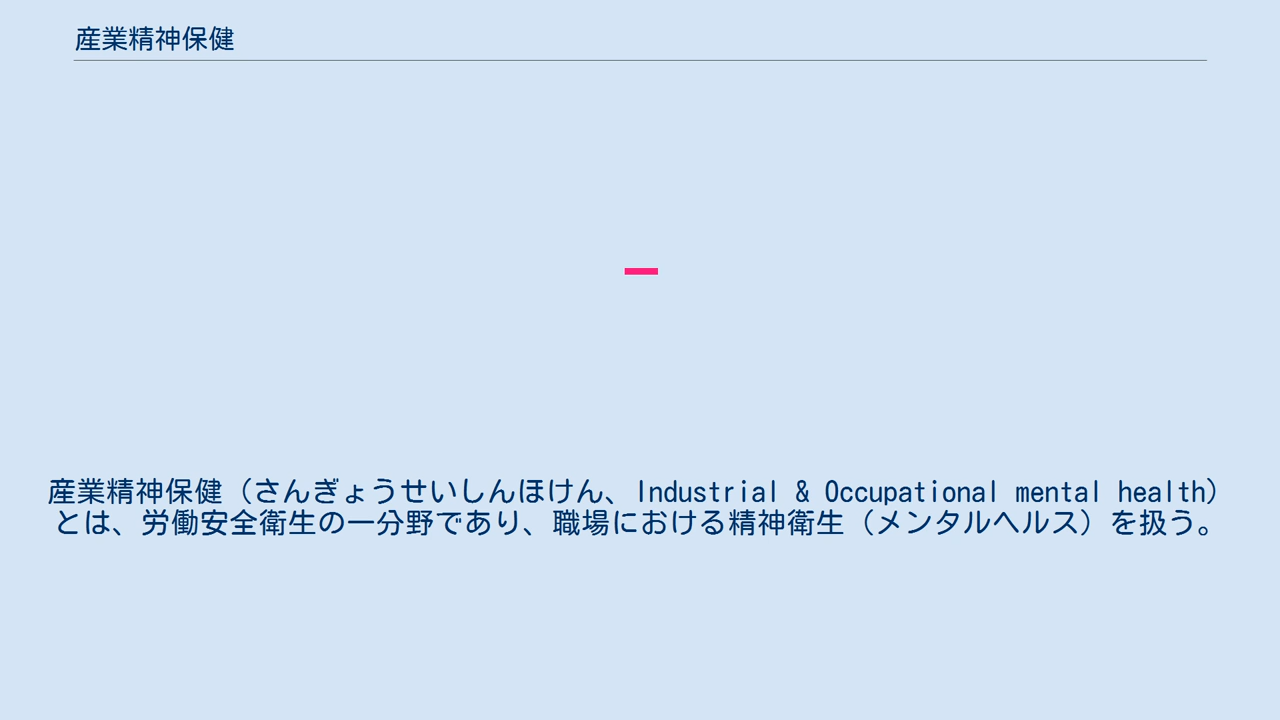 産業精神保健
産業精神保健（さんぎょうせいしんほけん、Industrial & Occupational mental health）
とは、労働安全衛生の一分野であり、職場における精神衛生（メンタルヘルス）を扱う。